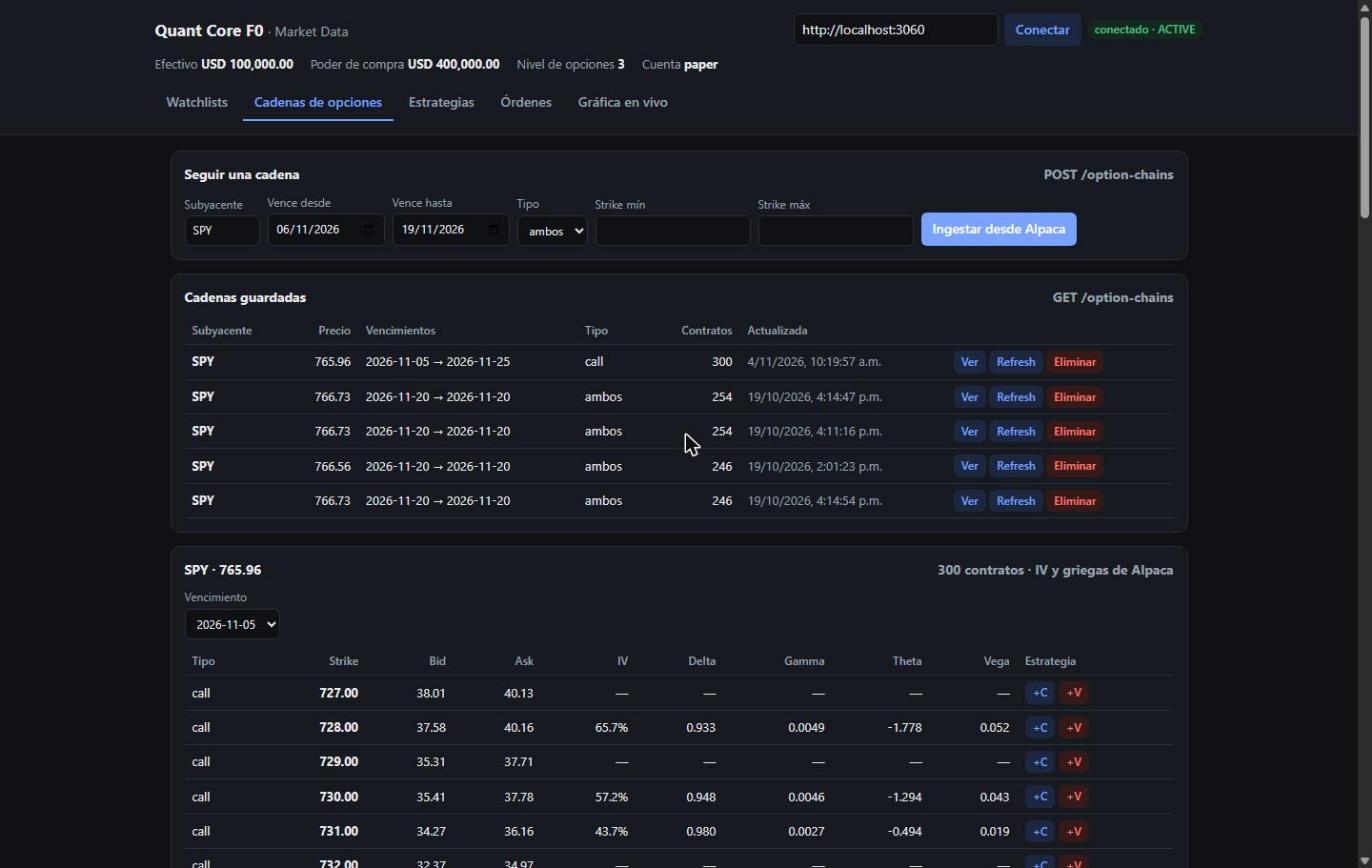 Quant Core F0 · Market Data
http://localhost:3060 Conectar conectado · ACTIVE
Efectivo USD 100,000.00 Poder de compra USD 400,000.00 Nivel de opciones 3 Cuenta paper
Watchlists Cadenas de opciones Estrategias Órdenes Gráfica en vivo
Seguir una cadena POST /option-chains
Subyacente Vence desde Vence hasta Tipo Strike mín Strike máx
SPY 06/11/2026 19/11/2026 ambos Ingestar desde Alpaca
Cadenas guardadas GET /option-chains
Subyacente Precio Vencimientos Tipo Contratos Actualizada
SPY 765.96 2026-11-05 → 2026-11-25 call 300 4/11/2026, 10:19:57 a.m. Ver Refresh Eliminar
SPY 766.73 2026-11-20 → 2026-11-20 ambos 254 19/10/2026, 4:14:47 p.m. Ver Refresh Eliminar
SPY 766.73 2026-11-20 → 2026-11-20 ambos 254 19/10/2026, 4:11:16 p.m. Ver Refresh Eliminar
SPY 766.56 2026-11-20 → 2026-11-20 ambos 246 19/10/2026, 2:01:23 p.m. Ver Refresh Eliminar
SPY 766.73 2026-11-20 → 2026-11-20 ambos 246 19/10/2026, 4:14:54 p.m. Ver Refresh Eliminar
SPY · 765.96 300 contratos · IV y griegas de Alpaca
Vencimiento
2026-11-05
Tipo Strike Bid Ask IV Delta Gamma Theta Vega Estrategia
call 727.00 38.01 40.13 — — — — — +C +V
call 728.00 37.58 40.16 65.7% 0.933 0.0049 -1.778 0.052 +C +V
call 729.00 35.31 37.71 — — — — — +C +V
call 730.00 35.41 37.78 57.2% 0.948 0.0046 -1.294 0.043 +C +V
call 731.00 34.27 36.16 43.7% 0.980 0.0027 -0.494 0.019 +C +V
call 732.00 32.37 34.97 — — — — — +C +V